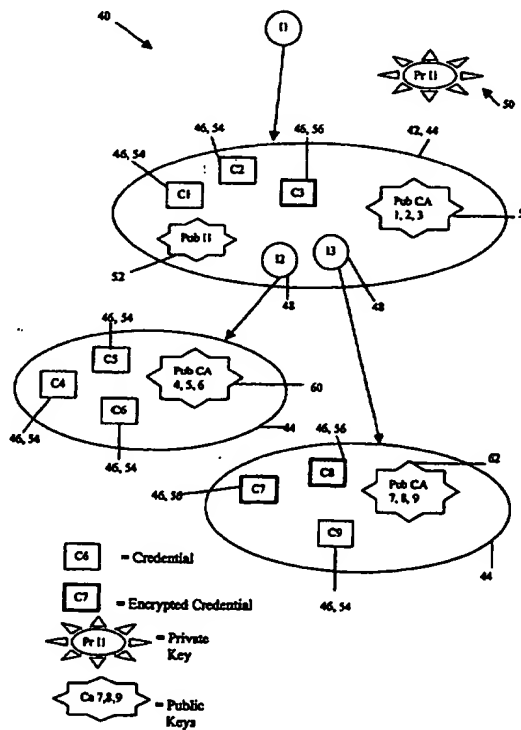 40
I1
Pr I1
50
46, 54
46, 56
42, 44
46, 54
C2
C1
C3
Pub CA
1, 2, 3
Pub I1
52
I2
I3
48
48
46, 54
C5
C4
Pub CA
4, 5, 6
60
C6
46, 54
46, 54
44
46, 56
62
46, 56
C8
C7
Pub CA
7, 8, 9
C9
46, 54
44
C6 = Credential
C7 = Encrypted Credential
Pr I1 = Private
Key
Ca 7,8,9 = Public
Keys